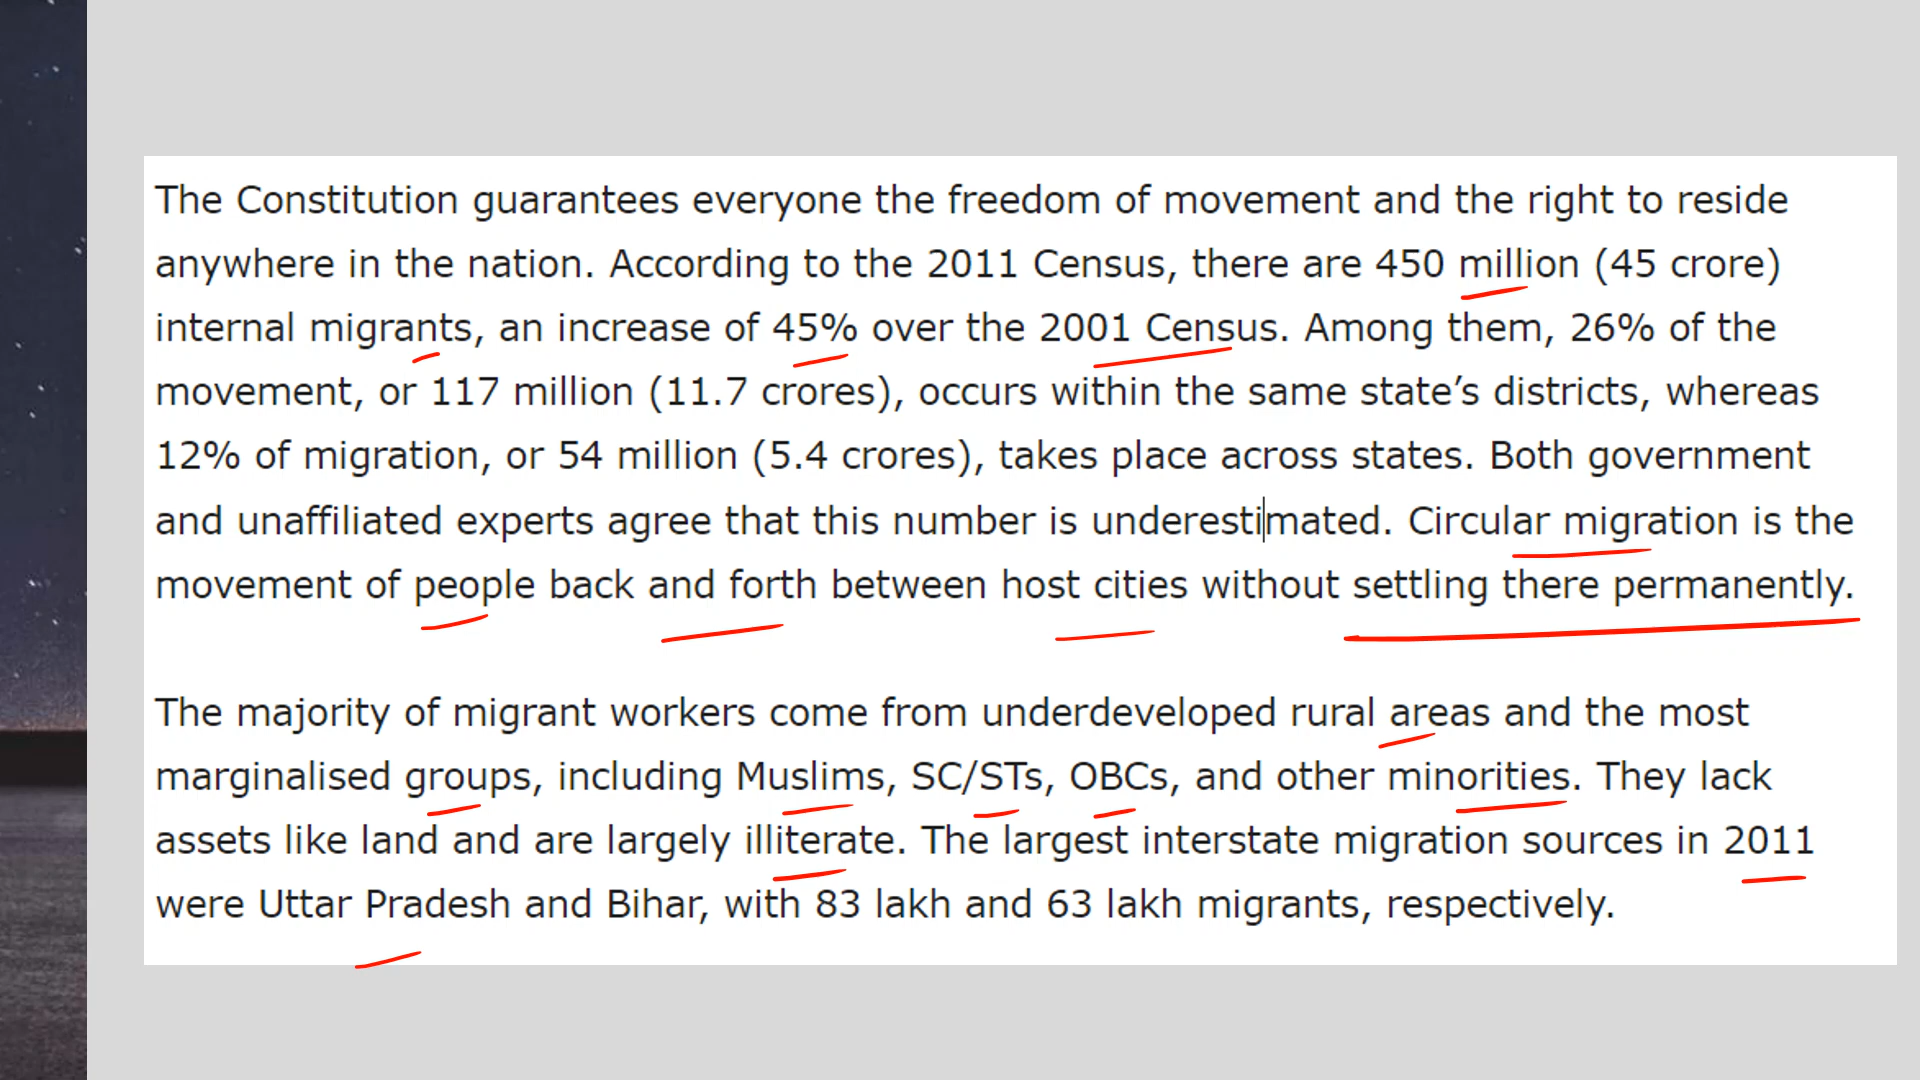 The Constitution guarantees everyone the freedom of movement and the right to reside
anywhere in the nation. According to the 2011 Census, there are 450 million (45 crore)
internal migrants, an increase of 45% over the 2001 Census. Among them, 26% of the
movement, or 117 million (11.7 crores), occurs within the same state’s districts, whereas
12% of migration, or 54 million (5.4 crores), takes place across states. Both government
and unaffiliated experts agree that this number is underestimated. Circular migration is the
movement of people back and forth between host cities without settling there permanently.
The majority of migrant workers come from underdeveloped rural areas and the most
marginalised groups, including Muslims, SC/STs, OBCs, and other minorities. They lack
assets like land and are largely illiterate. The largest interstate migration sources in 2011
were Uttar Pradesh and Bihar, with 83 lakh and 63 lakh migrants, respectively.